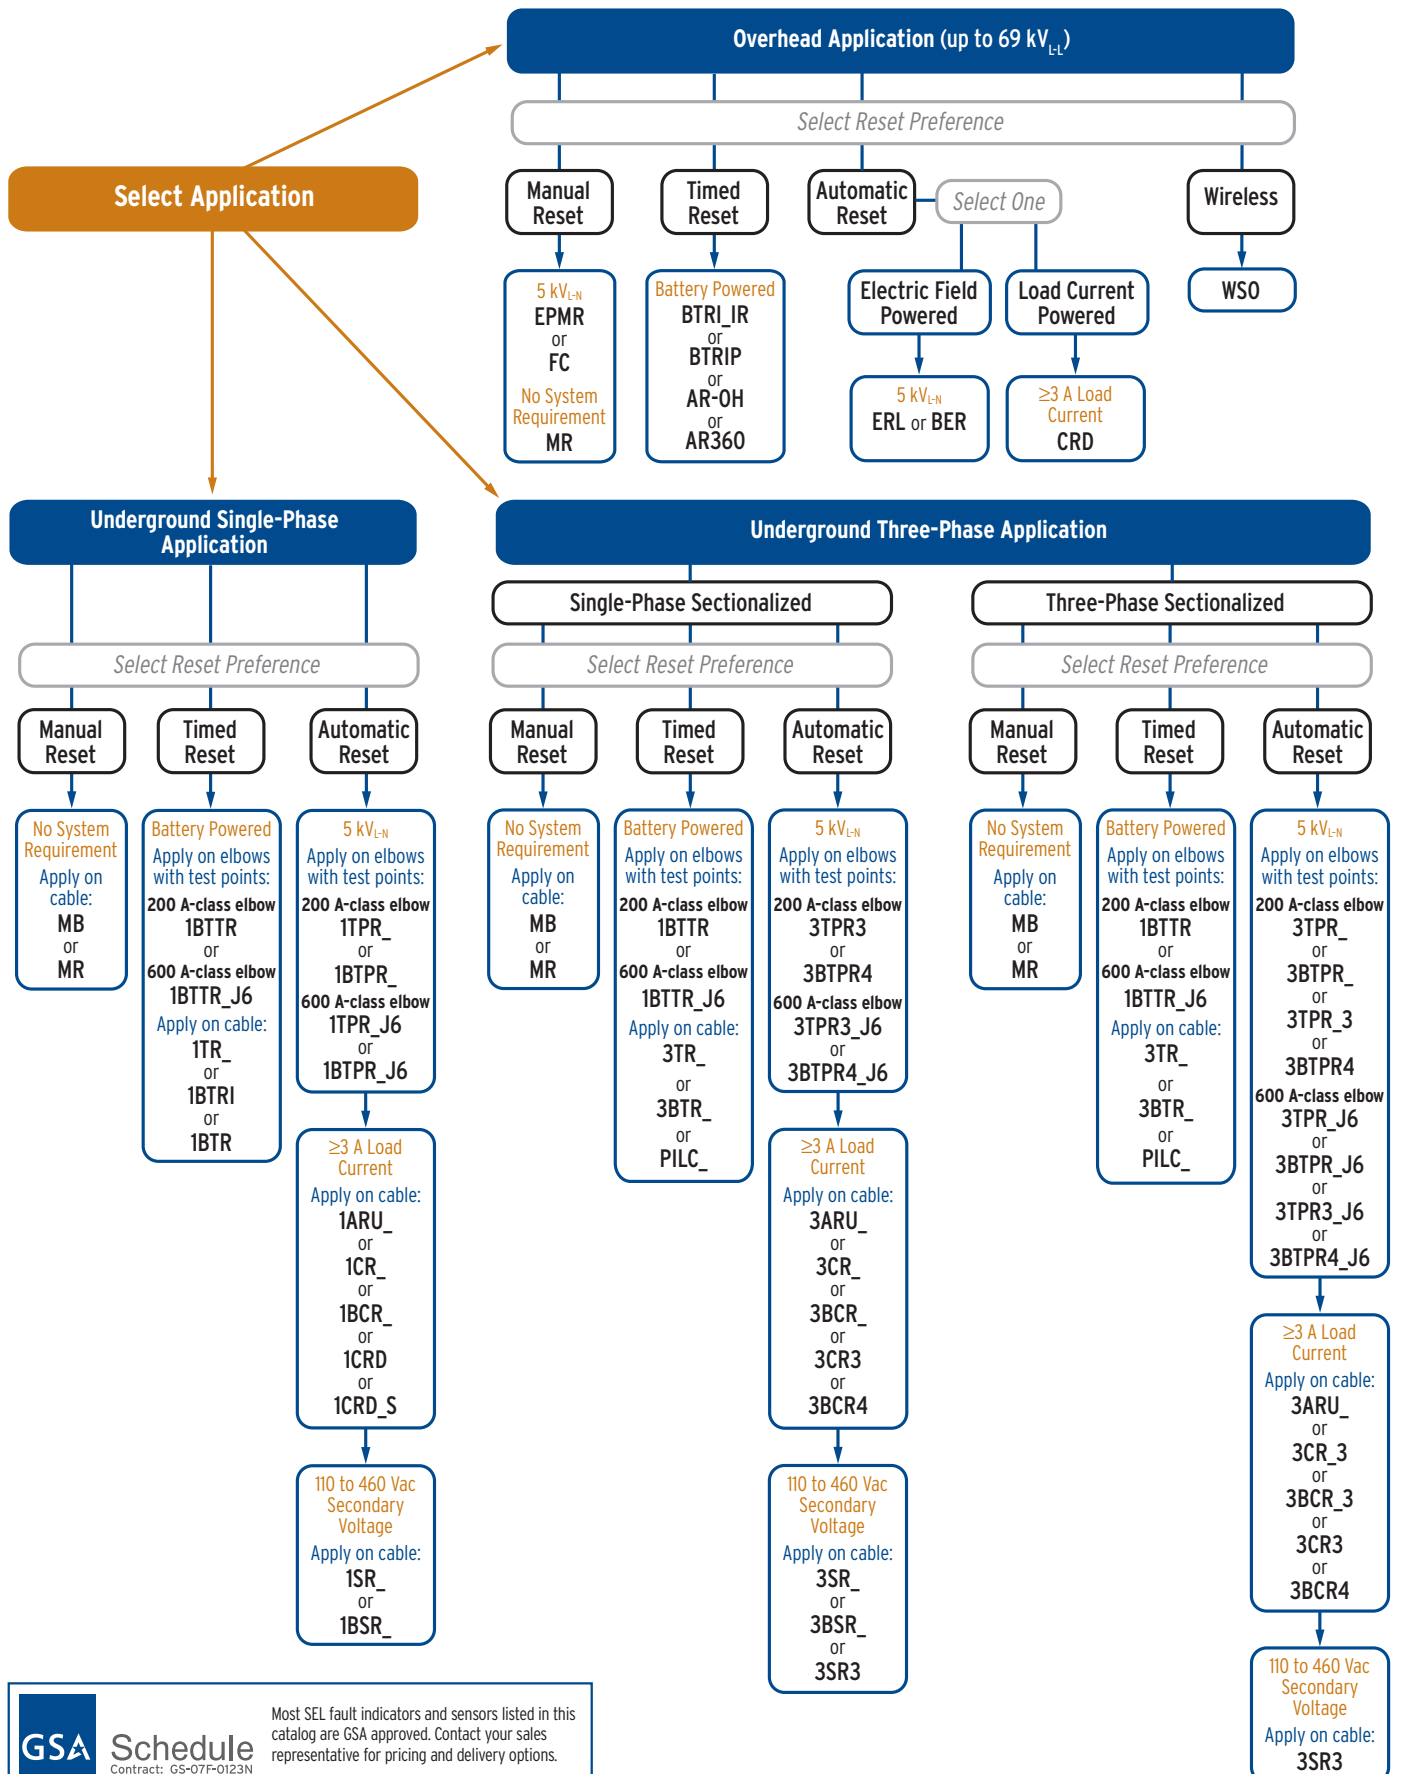 Overhead Application (up to 69 kV L-L)
Select Reset Preference
Select Application
Manual
Reset
Timed
Reset
Automatic
Reset
Select One
Wireless
5 kV L-N
EPMR
or
FC
No System
Requirement
MR
Battery Powered
BTRI_IR
or
BTRIP
or
AR-OH
or
AR360
Electric Field
Powered
Load Current
Powered
WSO
5 kV L-N
ERL or BER
≥3 A Load
Current
CRD
Underground Single-Phase
Application
Select Reset Preference
Manual
Reset
Timed
Reset
Automatic
Reset
No System
Requirement
Apply on
cable:
MB
or
MR
Battery Powered
Apply on elbows
with test points:
200 A-class elbow
1BTTR
or
600 A-class elbow
1BTTR_J6
Apply on cable:
1TR_
or
1BTRI
or
1BTR
5 kV L-N
Apply on elbows
with test points:
200 A-class elbow
1TPR_
or
1BTPR_
600 A-class elbow
1TPR_J6
or
1BTPR_J6
≥3 A Load
Current
Apply on cable:
1ARU_
or
1CR_
or
1BCR_
or
1CRD
or
1CRD_S
110 to 460 Vac
Secondary
Voltage
Apply on cable:
1SR_
or
1BSR_
Underground Three-Phase Application
Single-Phase Sectionalized
Select Reset Preference
Manual
Reset
Timed
Reset
Automatic
Reset
No System
Requirement
Apply on
cable:
MB
or
MR
Battery Powered
Apply on elbows
with test points:
200 A-class elbow
1BTTR
or
600 A-class elbow
1BTTR_J6
Apply on cable:
3TR_
or
3BTR_
or
PILC_
5 kV L-N
Apply on elbows
with test points:
200 A-class elbow
3TPR3
or
3BTPR4
600 A-class elbow
3TPR3_J6
or
3BTPR4_J6
≥3 A Load
Current
Apply on cable:
3ARU_
or
3CR_
or
3BCR_
or
3CR3
or
3BCR4
110 to 460 Vac
Secondary
Voltage
Apply on cable:
3SR_
or
3BSR_
or
3SR3
Three-Phase Sectionalized
Select Reset Preference
Manual
Reset
Timed
Reset
Automatic
Reset
No System
Requirement
Apply on
cable:
MB
or
MR
Battery Powered
Apply on elbows
with test points:
200 A-class elbow
1BTTR
or
600 A-class elbow
1BTTR_J6
Apply on cable:
3TR_
or
3BTR_
or
PILC_
5 kV L-N
Apply on elbows
with test points:
200 A-class elbow
3TPR_
or
3BTPR_
or
3TPR_3
or
3BTPR4
600 A-class elbow
3TPR_J6
or
3BTPR_J6
or
3TPR3_J6
or
3BTPR4_J6
≥3 A Load
Current
Apply on cable:
3ARU_
or
3CR_3
or
3BCR_3
or
3CR3
or
3BCR4
110 to 460 Vac
Secondary
Voltage
Apply on cable:
3SR3
GSA Schedule
Contract: GS-07F-0123N
Most SEL fault indicators and sensors listed in this
catalog are GSA approved. Contact your sales
representative for pricing and delivery options.